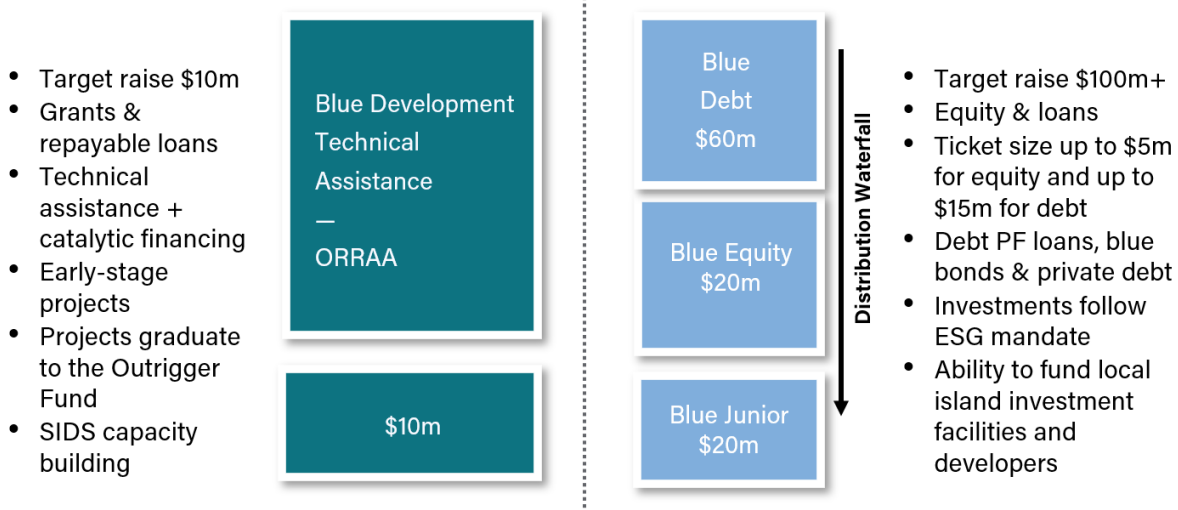 • Target raise $10m
• Grants &
repayable loans
• Technical
assistance +
catalytic financing
• Early-stage
projects
• Projects graduate
to the Outrigger
Fund
• SIDS capacity
building
Blue Development
Technical
Assistance
—
ORRAA
$10m
Blue
Debt
$60m
Blue Equity
$20m
Blue Junior
$20m
Distribution Waterfall
• Target raise $100m+
• Equity & loans
• Ticket size up to $5m
for equity and up to
$15m for debt
• Debt PF loans, blue
bonds & private debt
• Investments follow
ESG mandate
• Ability to fund local
island investment
facilities and
developers